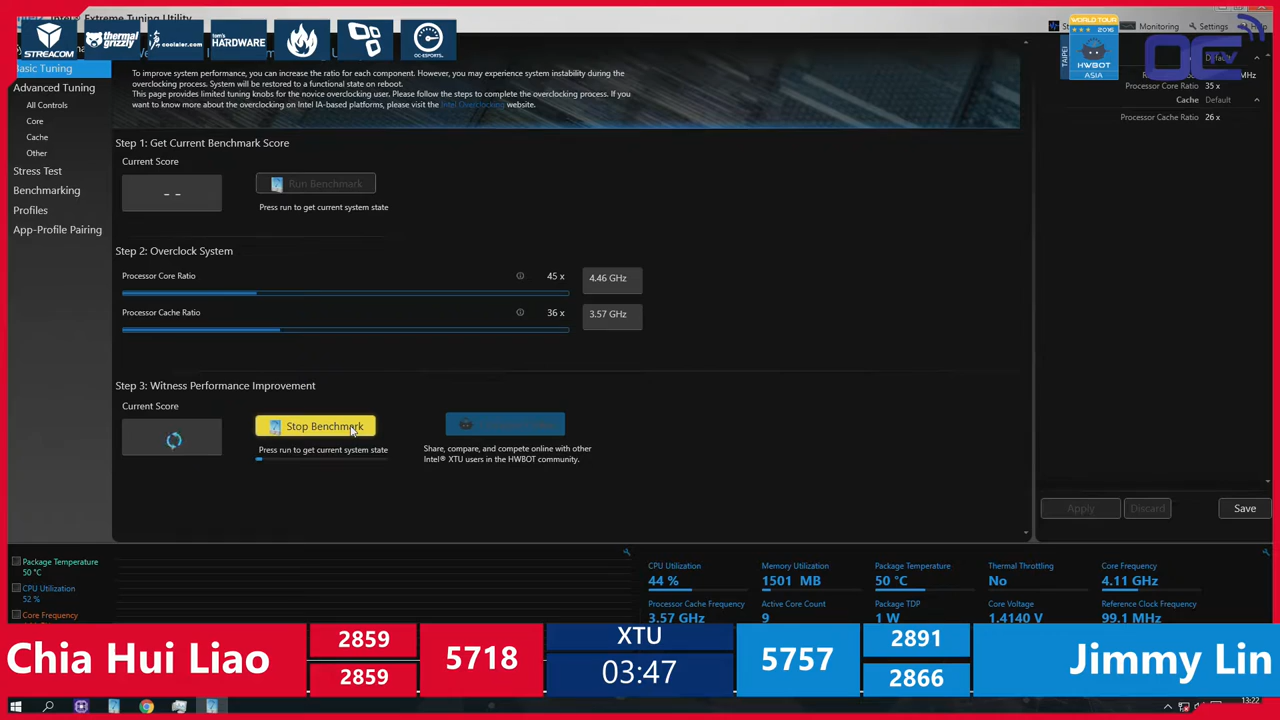 Extreme Tuning Utility
STREACOM
thermal grizzly
coolaler.com
tom's HARDWARE
OC-ESPORTS
WORLD TOUR
2016
HWBOT
ASIA
TAIPEI
OC
Monitoring
Settings
Basic Tuning
Advanced Tuning
All Controls
Core
Cache
Other
Stress Test
Benchmarking
Profiles
App-Profile Pairing
To improve system performance, you can increase the ratio for each component. However, you may experience system instability during the
overclocking process. System will be restored to a functional state on reboot.
This page provides limited tuning knobs for the novice overclocking user. Please follow the steps to complete the overclocking process. If you
want to know more about the overclocking on Intel IA-based platforms, please visit the Intel Overclocking website.
Step 1: Get Current Benchmark Score
Current Score
- -
Run Benchmark
Press run to get current system state
Step 2: Overclock System
Processor Core Ratio 45 x 4.46 GHz
Processor Cache Ratio 36 x 3.57 GHz
Step 3: Witness Performance Improvement
Current Score
Stop Benchmark
Press run to get current system state
Share, compare, and compete online with other
Intel® XTU users in the HWBOT community.
Default
MHz
Processor Core Ratio 35 x
Cache Default
Processor Cache Ratio 26 x
Apply Discard Save
Package Temperature
50 °C
CPU Utilization
52 %
Core Frequency
CPU Utilization
44 %
Memory Utilization
1501 MB
Package Temperature
50 °C
Thermal Throttling
No
Core Frequency
4.11 GHz
Processor Cache Frequency
3.57 GHz
Active Core Count
9
Package TDP
1 W
Core Voltage
1.4140 V
Reference Clock Frequency
99.1 MHz
Chia Hui Liao
2859
2859
5718
XTU
03:47
5757
2891
2866
Jimmy Lin
13:22